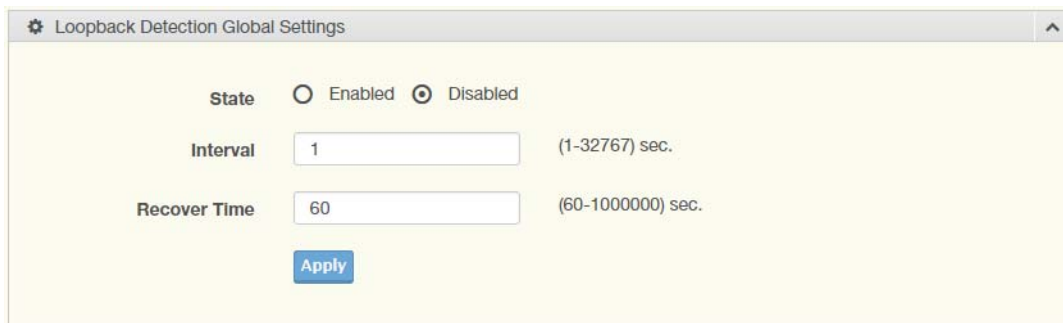 Loopback Detection Global Settings
State Enabled Disabled
Interval 1 (1-32767) sec.
Recover Time 60 (60-1000000) sec.
Apply